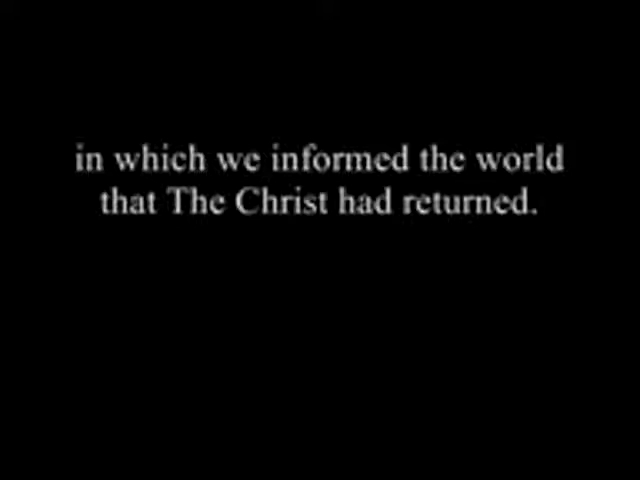 in which we informed the world
that The Christ had returned.